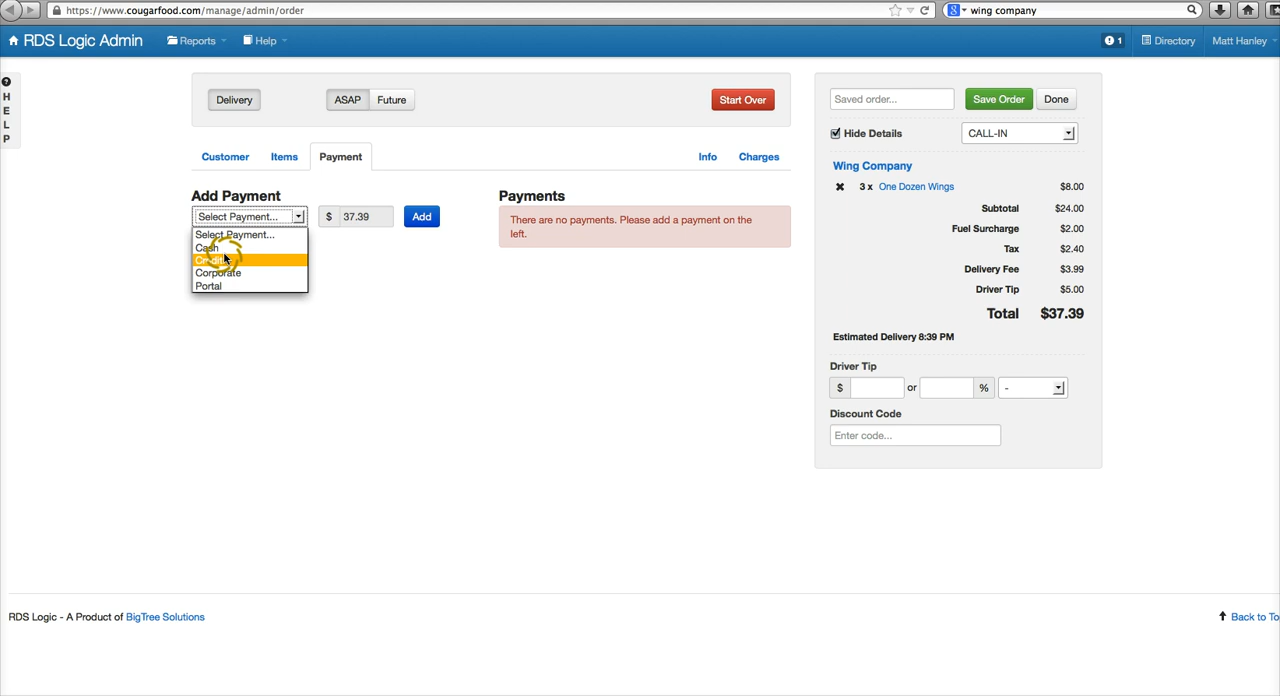 https://www.cougarfood.com/manage/admin/order
wing company
RDS Logic Admin
Reports
Help
1
Directory
Matt Hanley
H
E
L
P
Delivery
ASAP
Future
Start Over
Customer
Items
Payment
Info
Charges
Add Payment
Select Payment...
$
37.39
Add
Select Payment...
Cash
Credit
Corporate
Portal
Payments
There are no payments. Please add a payment on the
left.
Saved order...
Save Order
Done
Hide Details
CALL-IN
Wing Company
3 x One Dozen Wings $8.00
Subtotal $24.00
Fuel Surcharge $2.00
Tax $2.40
Delivery Fee $3.99
Driver Tip $5.00
Total $37.39
Estimated Delivery 8:39 PM
Driver Tip
$ or % -
Discount Code
Enter code...
RDS Logic - A Product of BigTree Solutions
Back to To